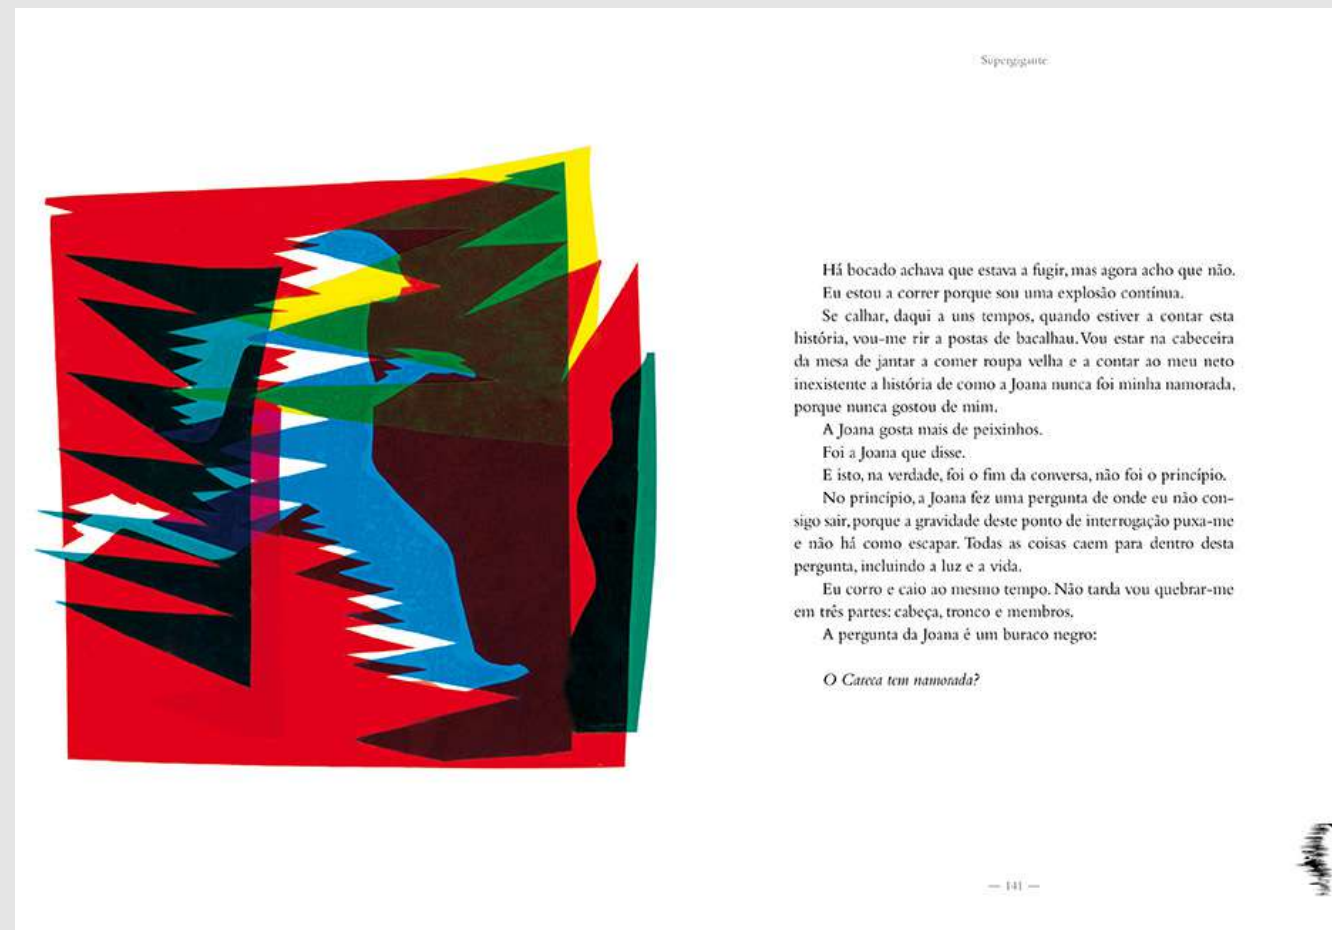 Supergigante
Há bocado achava que estava a fugir, mas agora acho que não.
Eu estou a correr porque sou uma explosão contínua.
Se calhar, daqui a uns tempos, quando estiver a contar esta
história, vou-me rir a postas de bacalhau. Vou estar na cabeceira
da mesa de jantar a comer roupa velha e a contar ao meu neto
inexistente a história de como a Joana nunca foi minha namorada,
porque nunca gostou de mim.
A Joana gosta mais de peixinhos.
Foi a Joana que disse.
E isto, na verdade, foi o fim da conversa, não foi o princípio.
No princípio, a Joana fez uma pergunta de onde eu não con-
sigo sair, porque a gravidade deste ponto de interrogação puxa-me
e não há como escapar. Todas as coisas caem para dentro desta
pergunta, incluindo a luz e a vida.
Eu corro e caio ao mesmo tempo. Não tarda vou quebrar-me
em três partes: cabeça, tronco e membros.
A pergunta da Joana é um buraco negro:
O Careca tem namorada?
— 141 —